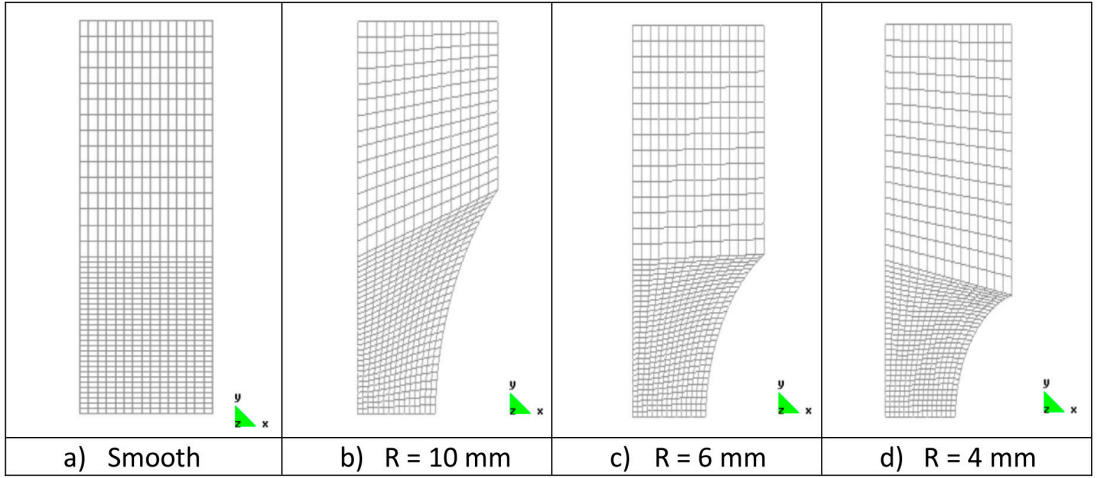 y
z x
y
z x
y
z x
y
z x
a) Smooth
b) R = 10 mm
c) R = 6 mm
d) R = 4 mm